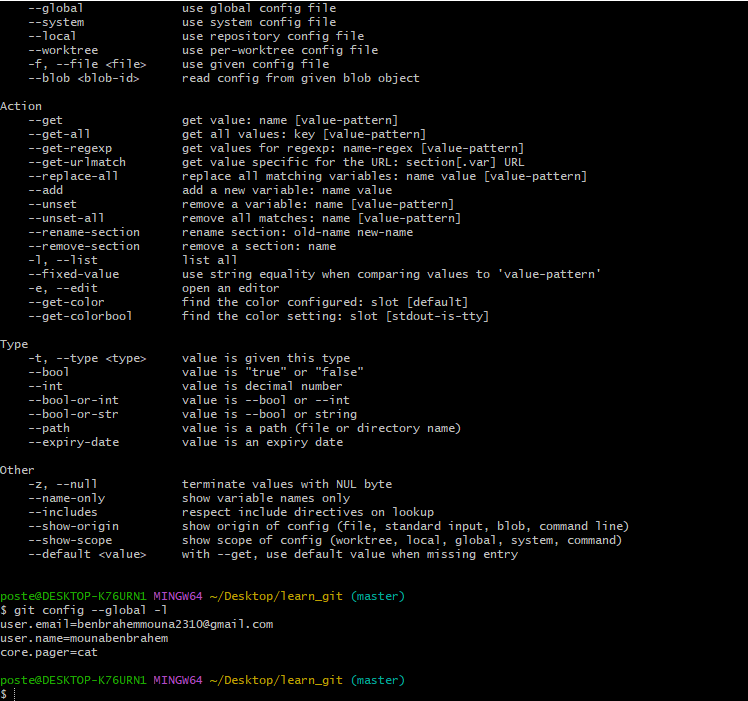 --global use global config file
--system use system config file
--local use repository config file
--worktree use per-worktree config file
-f, --file <file> use given config file
--blob <blob-id> read config from given blob object
Action
--get get value: name [value-pattern]
--get-all get all values: key [value-pattern]
--get-regexp get values for regexp: name-regex [value-pattern]
--get-urlmatch get value specific for the URL: section[.var] URL
--replace-all replace all matching variables: name value [value-pattern]
--add add a new variable: name value
--unset remove a variable: name [value-pattern]
--unset-all remove all matches: name [value-pattern]
--rename-section rename section: old-name new-name
--remove-section remove a section: name
-l, --list list all
--fixed-value use string equality when comparing values to 'value-pattern'
-e, --edit open an editor
--get-color find the color configured: slot [default]
--get-colorbool find the color setting: slot [stdout-is-tty]
Type
-t, --type <type> value is given this type
--bool value is "true" or "false"
--int value is decimal number
--bool-or-int value is --bool or --int
--bool-or-str value is --bool or string
--path value is a path (file or directory name)
--expiry-date value is an expiry date
Other
-z, --null terminate values with NUL byte
--name-only show variable names only
--includes respect include directives on lookup
--show-origin show origin of config (file, standard input, blob, command line)
--show-scope show scope of config (worktree, local, global, system, command)
--default <value> with --get, use default value when missing entry
poste@DESKTOP-K76URN1 MINGW64 ~/Desktop/learn_git (master)
$ git config --global -l
user.email=benbrahemmouna2310@gmail.com
user.name=mounabenbrahem
core.pager=cat
poste@DESKTOP-K76URN1 MINGW64 ~/Desktop/learn_git (master)
$